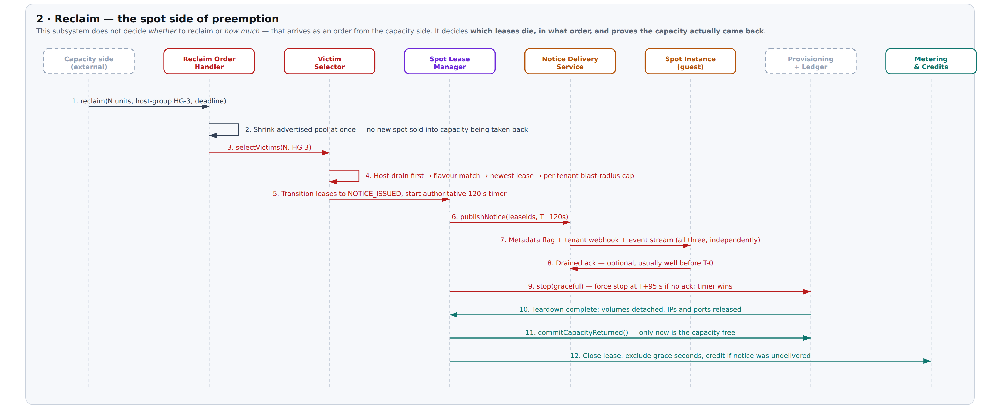 2 · Reclaim — the spot side of preemption
This subsystem does not decide whether to reclaim or how much — that arrives as an order from the capacity side. It decides which leases die, in what order, and proves the capacity actually came back.
Capacity side
(external)
Reclaim Order
Handler
Victim
Selector
Spot Lease
Manager
Notice Delivery
Service
Spot Instance
(guest)
Provisioning
+ Ledger
Metering
& Credits
1. reclaim(N units, host-group HG-3, deadline)
2. Shrink advertised pool at once — no new spot sold into capacity being taken back
3. selectVictims(N, HG-3)
4. Host-drain first → flavour match → newest lease → per-tenant blast-radius cap
5. Transition leases to NOTICE_ISSUED, start authoritative 120 s timer
6. publishNotice(leaseIds, T−120s)
7. Metadata flag + tenant webhook + event stream (all three, independently)
8. Drained ack — optional, usually well before T-0
9. stop(graceful) — force stop at T+95 s if no ack; timer wins
10. Teardown complete: volumes detached, IPs and ports released
11. commitCapacityReturned() — only now is the capacity free
12. Close lease: exclude grace seconds, credit if notice was undelivered